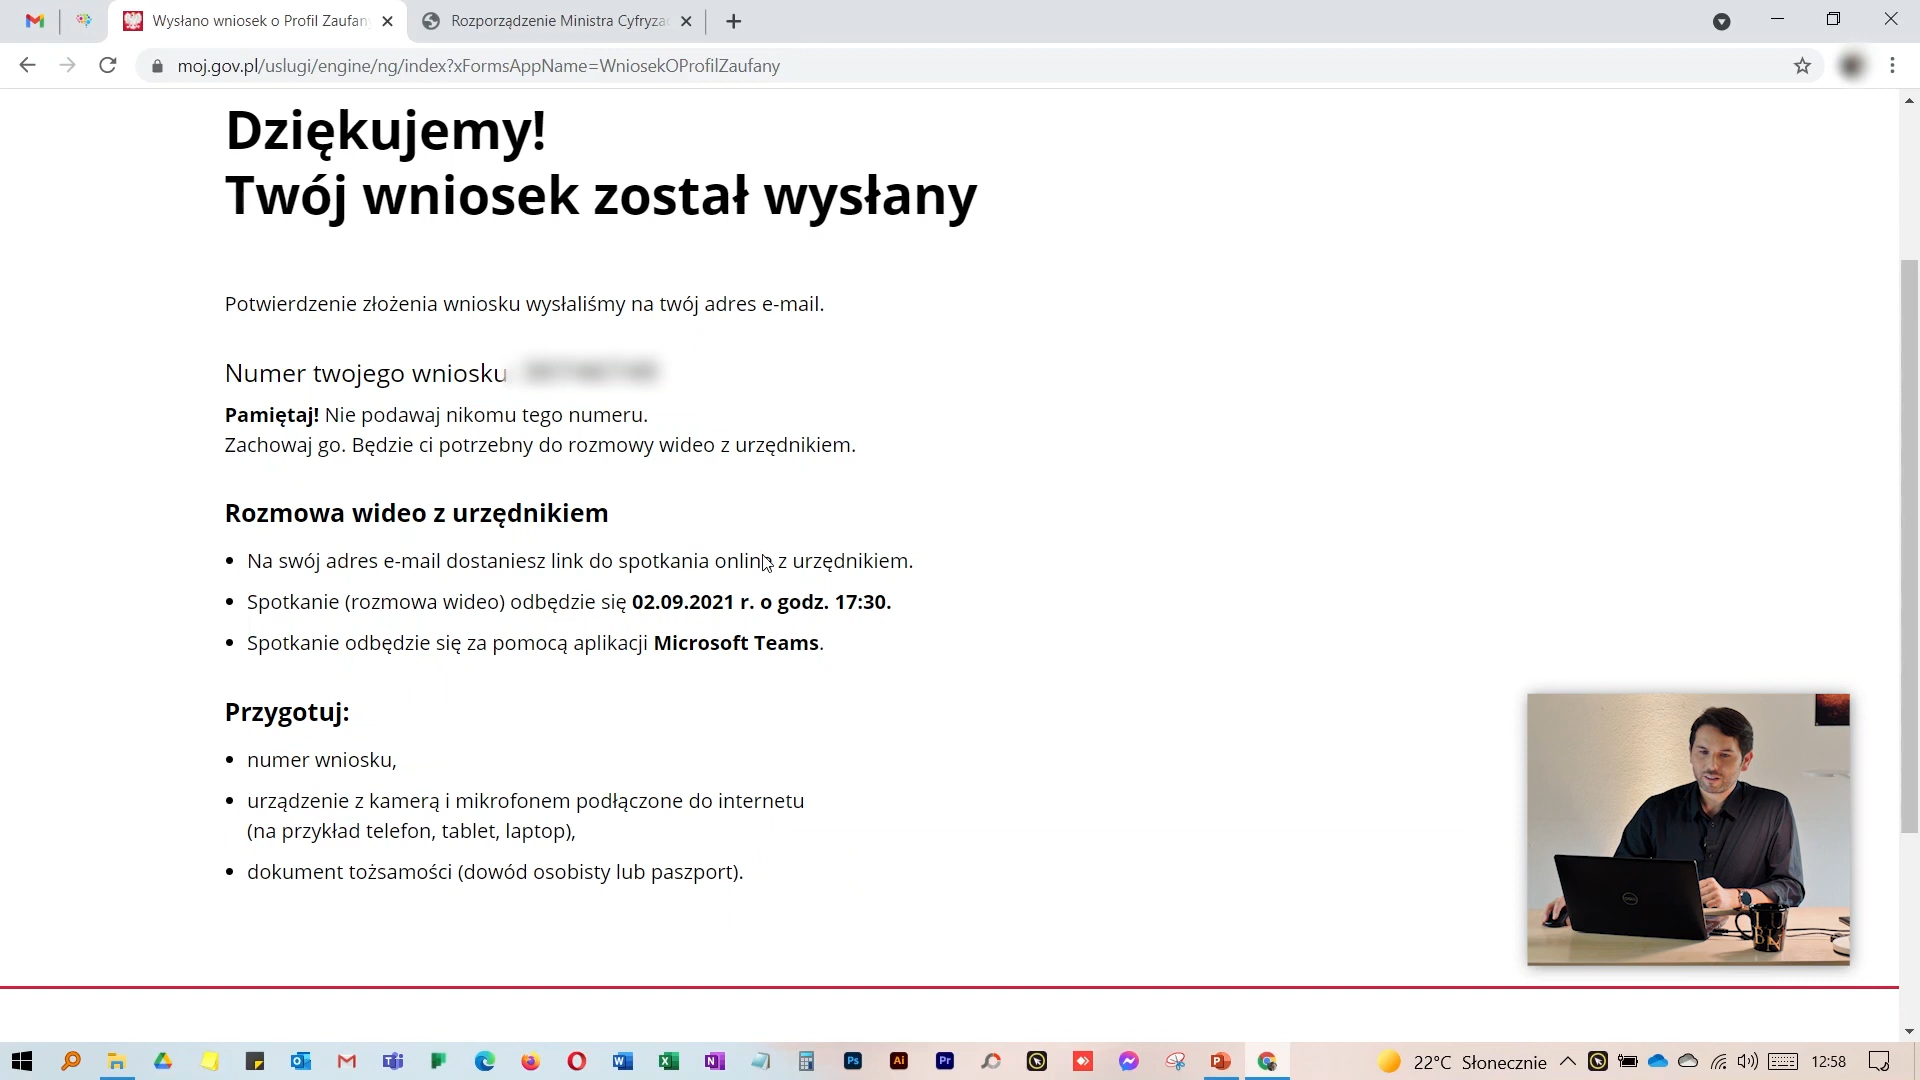 Wysłano wniosek o Profil Zaufan
Rozporządzenie Ministra Cyfryzac
moj.gov.pl/uslugi/engine/ng/index?xFormsAppName=WniosekOProfilZaufany
Dziękujemy!
Twój wniosek został wysłany
Potwierdzenie złożenia wniosku wysłaliśmy na twój adres e-mail.
Numer twojego wniosku
Pamiętaj! Nie podawaj nikomu tego numeru.
Zachowaj go. Będzie ci potrzebny do rozmowy wideo z urzędnikiem.
Rozmowa wideo z urzędnikiem
• Na swój adres e-mail dostaniesz link do spotkania online z urzędnikiem.
• Spotkanie (rozmowa wideo) odbędzie się 02.09.2021 r. o godz. 17:30.
• Spotkanie odbędzie się za pomocą aplikacji Microsoft Teams.
Przygotuj:
• numer wniosku,
• urządzenie z kamerą i mikrofonem podłączone do internetu
(na przykład telefon, tablet, laptop),
• dokument tożsamości (dowód osobisty lub paszport).
22°C Słonecznie
12:58